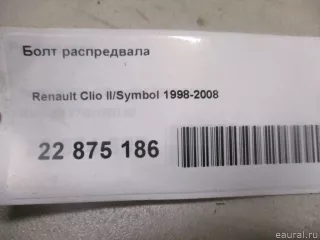 Болт распредвала
Renault Clio II/Symbol 1998-2008
22 875 186
eaural.ru